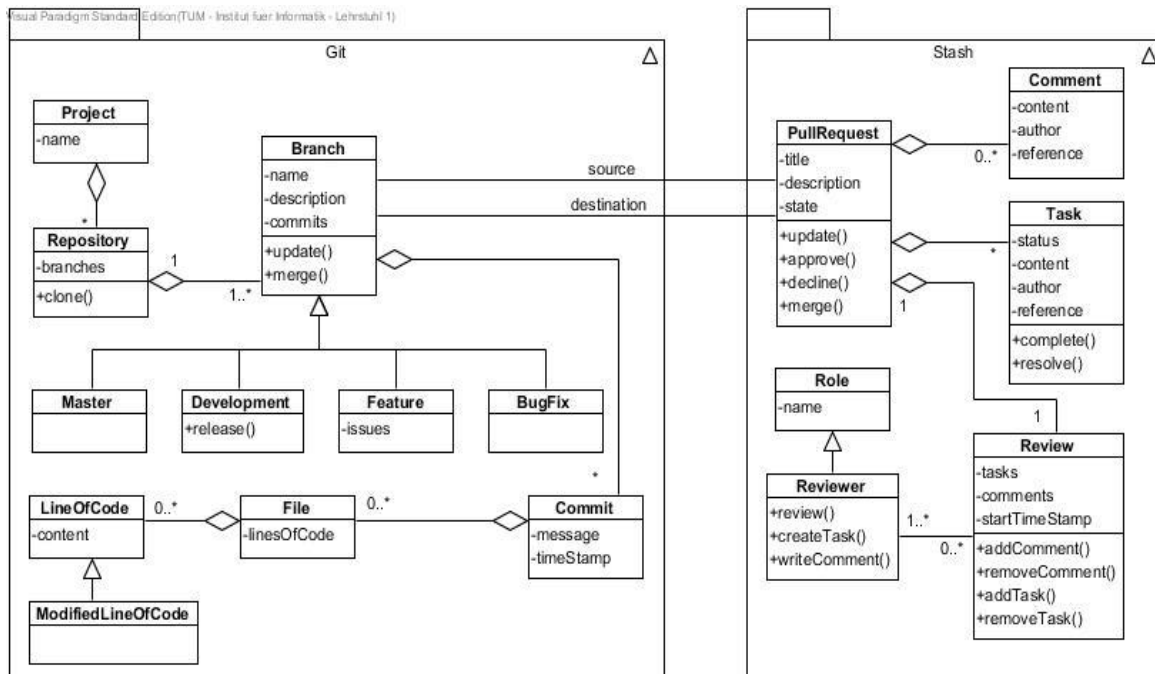 Visual Paradigm Standard Edition(TUM - Institut fuer Informatik - Lehrstuhl 1)
Git
Project
-name
*
Repository
-branches
+clone()
1
1..*
Branch
-name
-description
-commits
+update()
+merge()
source
destination
Master
Development
+release()
Feature
-issues
BugFix
*
LineOfCode
-content
0..*
File
-linesOfCode
0..*
Commit
-message
-timeStamp
ModifiedLineOfCode
Stash
PullRequest
-title
-description
-state
+update()
+approve()
+decline()
+merge()
0..*
Comment
-content
-author
-reference
*
Task
-status
-content
-author
-reference
+complete()
+resolve()
1
1
Role
-name
Reviewer
+review()
+createTask()
+writeComment()
1..*
0..*
Review
-tasks
-comments
-startTimeStamp
+addComment()
+removeComment()
+addTask()
+removeTask()